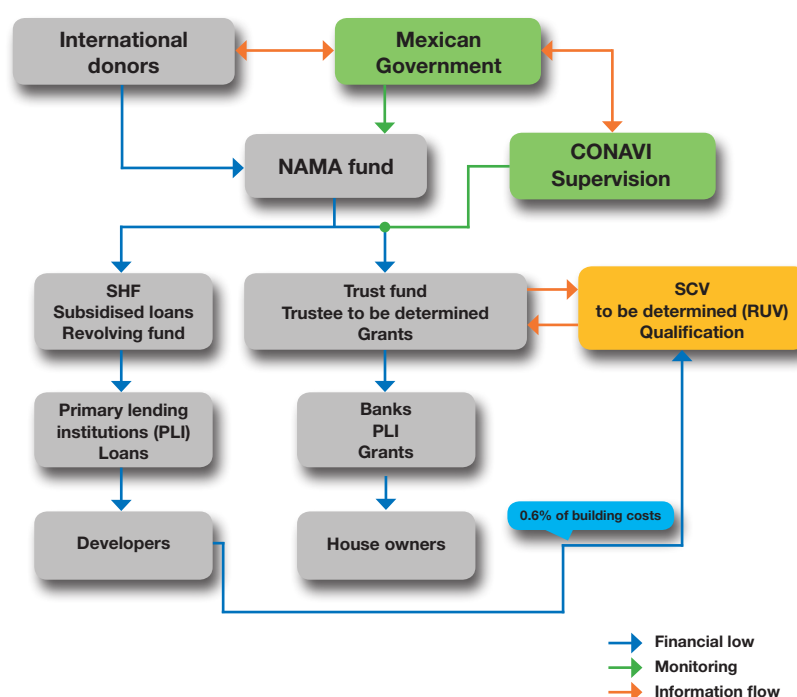 International
donors
Mexican
Government
NAMA fund
CONAVI
Supervision
SHF
Subsidised loans
Revolving fund
Trust fund
Trustee to be determined
Grants
SCV
to be determined (RUV)
Qualification
Primary lending
institutions (PLI)
Loans
Banks
PLI
Grants
0.6% of building costs
Developers
House owners
Financial low
Monitoring
Information flow